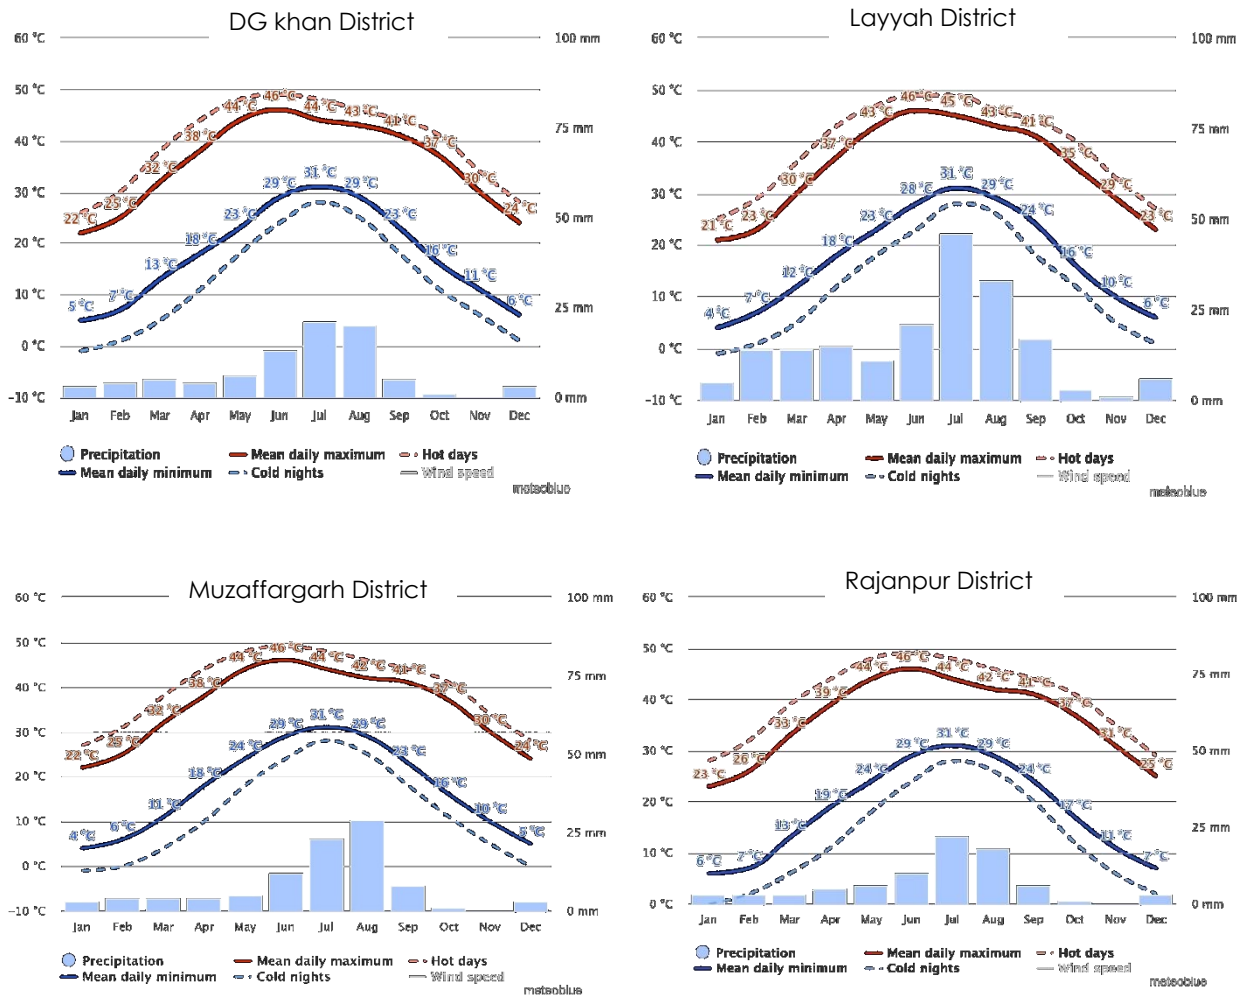 DG khan District
60 °C
100 mm
50 °C
75 mm
40 °C
30 °C
50 mm
20 °C
10 °C
25 mm
0 °C
-10 °C
0 mm
22 °C 25 °C 32 °C 38 °C 44 °C 46 °C 44 °C 43 °C 41 °C 37 °C 30 °C 24 °C
5 °C 7 °C 13 °C 18 °C 23 °C 29 °C 31 °C 29 °C 23 °C 16 °C 11 °C 6 °C
Jan Feb Mar Apr May Jun Jul Aug Sep Oct Nov Dec
Precipitation Mean daily maximum Hot days
Mean daily minimum Cold nights Wind speed
meteoblue
Layyah District
60 °C
100 mm
50 °C
75 mm
40 °C
30 °C
50 mm
20 °C
10 °C
25 mm
0 °C
-10 °C
0 mm
21 °C 23 °C 30 °C 37 °C 43 °C 46 °C 45 °C 43 °C 41 °C 35 °C 29 °C 23 °C
4 °C 7 °C 12 °C 18 °C 23 °C 28 °C 31 °C 29 °C 24 °C 16 °C 10 °C 6 °C
Jan Feb Mar Apr May Jun Jul Aug Sep Oct Nov Dec
Precipitation Mean daily maximum Hot days
Mean daily minimum Cold nights Wind speed
meteoblue
Muzaffargarh District
60 °C
100 mm
50 °C
75 mm
40 °C
30 °C
50 mm
20 °C
25 mm
10 °C
0 °C
-10 °C
0 mm
22 °C 25 °C 32 °C 38 °C 44 °C 46 °C 44 °C 42 °C 41 °C 37 °C 30 °C 24 °C
4 °C 6 °C 11 °C 18 °C 24 °C 29 °C 31 °C 29 °C 23 °C 16 °C 10 °C 5 °C
Jan Feb Mar Apr May Jun Jul Aug Sep Oct Nov Dec
Precipitation Mean daily maximum Hot days
Mean daily minimum Cold nights Wind speed
meteoblue
Rajanpur District
60 °C
100 mm
50 °C
75 mm
40 °C
30 °C
50 mm
20 °C
25 mm
10 °C
0 °C
0 mm
23 °C 26 °C 33 °C 39 °C 44 °C 46 °C 44 °C 42 °C 41 °C 37 °C 31 °C 25 °C
6 °C 7 °C 13 °C 19 °C 24 °C 29 °C 31 °C 29 °C 24 °C 17 °C 11 °C 7 °C
Jan Feb Mar Apr May Jun Jul Aug Sep Oct Nov Dec
Precipitation Mean daily maximum Hot days
Mean daily minimum Cold nights Wind speed
meteoblue